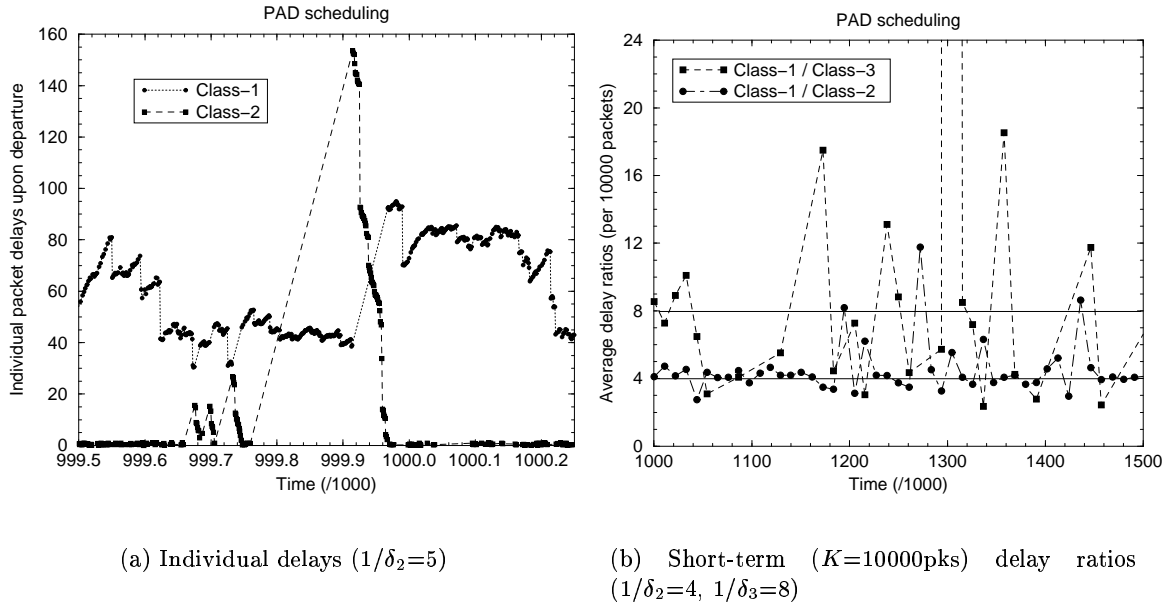 PAD scheduling
160
140
120
100
80
60
40
20
0
Individual packet delays upon departure
Class−1
Class−2
999.5 999.6 999.7 999.8 999.9 1000.0 1000.1 1000.2
Time (/1000)
(a) Individual delays (1/δ₂=5)
PAD scheduling
24
20
16
12
8
4
0
Average delay ratios (per 10000 packets)
Class−1 / Class−3
Class−1 / Class−2
1000 1100 1200 1300 1400 1500
Time (/1000)
(b) Short-term (K=10000pks) delay ratios
(1/δ₂=4, 1/δ₃=8)